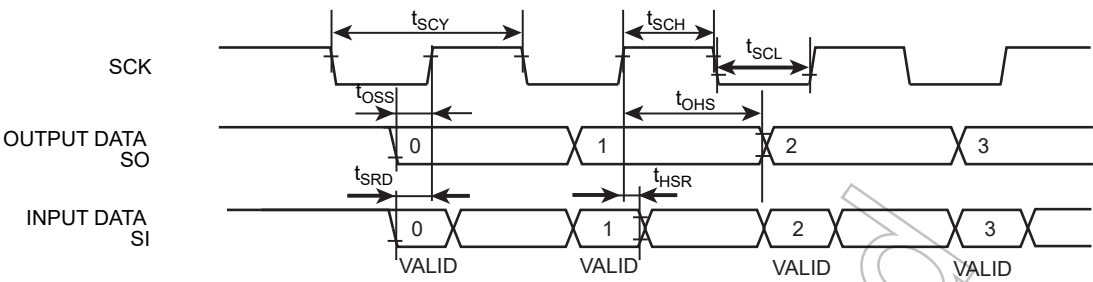 tSCY
tSCH
tSCL
SCK
tOSS
tOHS
OUTPUT DATA
SO
0 1 2 3
tSRD
tHSR
INPUT DATA
SI
0 1 2 3
VALID VALID VALID VALID